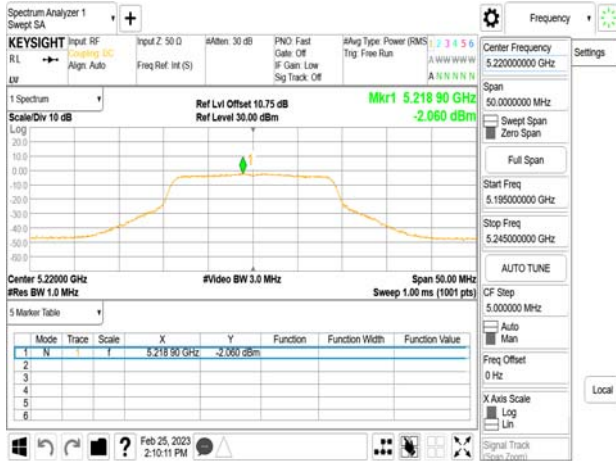 Spectrum Analyzer 1
Swept SA
Frequency
Settings
KEYSIGHT
RL
Input: RF
Coupling: DC
Align: Auto
Input Z: 50 Ω
Freq Ref: Int (S)
#Atten: 30 dB
PNO: Fast
Gate: Off
IF Gain: Low
Sig Track: Off
#Avg Type: Power (RMS
Trig: Free Run
1 2 3 4 5 6
A W W W W W
A N N N N N
1 Spectrum
Scale/Div 10 dB
Ref Lvl Offset 10.75 dB
Ref Level 30.00 dBm
Mkr1 5.218 90 GHz
-2.060 dBm
Log
20.0
10.0
0.00
-10.0
-20.0
-30.0
-40.0
-50.0
-60.0
1
Center 5.22000 GHz
#Res BW 1.0 MHz
#Video BW 3.0 MHz
Span 50.00 MHz
Sweep 1.00 ms (1001 pts)
5 Marker Table
Mode Trace Scale X Y Function Function Width Function Value
1 N 1 f 5.218 90 GHz -2.060 dBm
2
3
4
5
6
Feb 25, 2023
2:10:11 PM
Center Frequency
5.220000000 GHz
Span
50.0000000 MHz
Swept Span
Zero Span
Full Span
Start Freq
5.195000000 GHz
Stop Freq
5.245000000 GHz
AUTO TUNE
CF Step
5.000000 MHz
Auto
Man
Freq Offset
0 Hz
X Axis Scale
Log
Lin
Signal Track
(Span Zoom)
Local